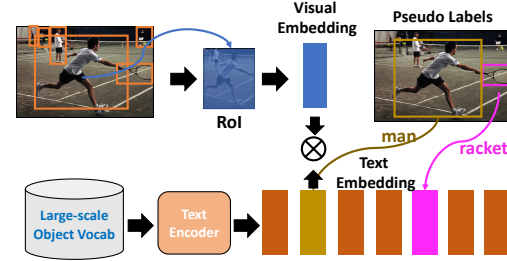 Visual
Embedding
Pseudo Labels
RoI
man
racket
Text
Embedding
Large-scale
Object Vocab
Text
Encoder